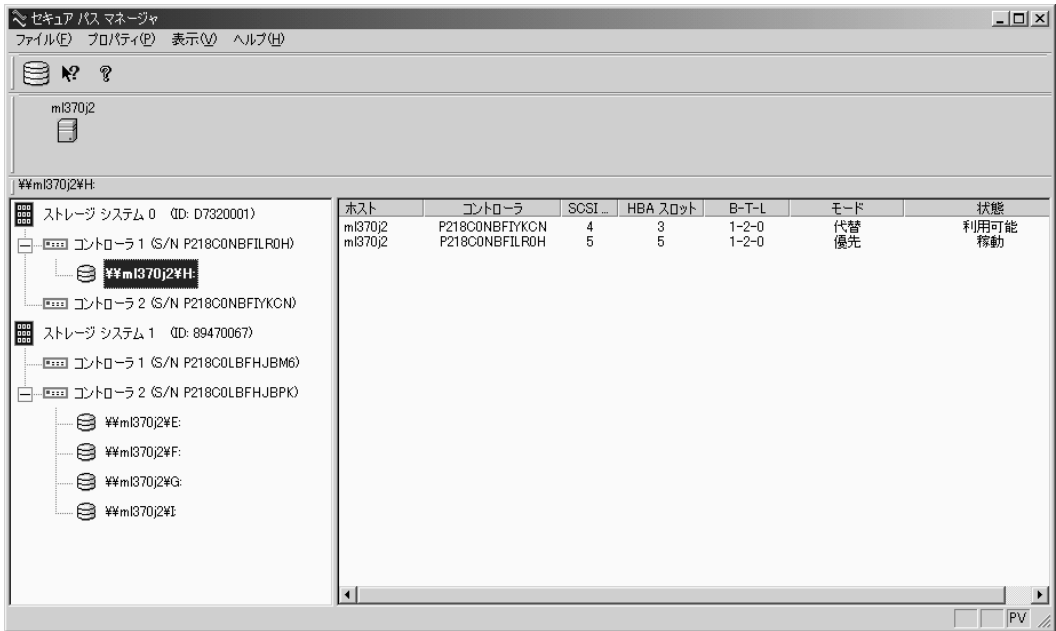 セキュア パス マネージャ
ファイル(F) プロパティ(P) 表示(V) ヘルプ(H)
ml370j2
¥¥ml370j2¥H:
ストレージ システム 0 (ID: D7320001)
コントローラ 1 (S/N P218C0NBFILR0H)
¥¥ml370j2¥H:
コントローラ 2 (S/N P218C0NBFIYKCN)
ストレージ システム 1 (ID: 89470067)
コントローラ 1 (S/N P218C0LBFHJBM6)
コントローラ 2 (S/N P218C0LBFHJBPK)
¥¥ml370j2¥E:
¥¥ml370j2¥F:
¥¥ml370j2¥G:
¥¥ml370j2¥I:
ホスト コントローラ SCSI... HBA スロット B-T-L モード 状態
ml370j2 P218C0NBFIYKCN 4 3 1-2-0 代替 利用可能
ml370j2 P218C0NBFILR0H 5 5 1-2-0 優先 稼動
PV